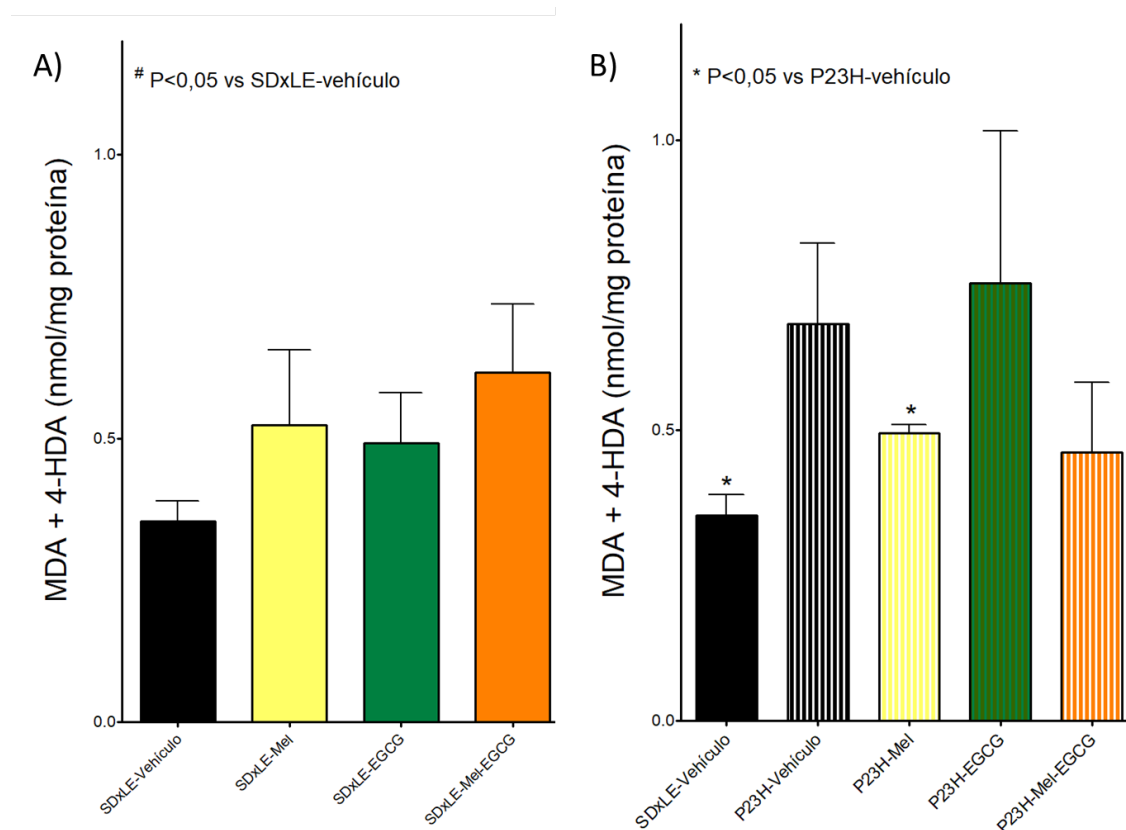 A)
# P<0,05 vs SDxLE-vehículo
MDA + 4-HDA (nmol/mg proteína)
1.0
0.5
0.0
SDxLE-Vehículo
SDxLE-Mel
SDxLE-EGCG
SDxLE-Mel-EGCG
B)
* P<0,05 vs P23H-vehículo
MDA + 4-HDA (nmol/mg proteína)
1.0
0.5
0.0
*
*
SDxLE-Vehículo
P23H-Vehículo
P23H-Mel
P23H-EGCG
P23H-Mel-EGCG